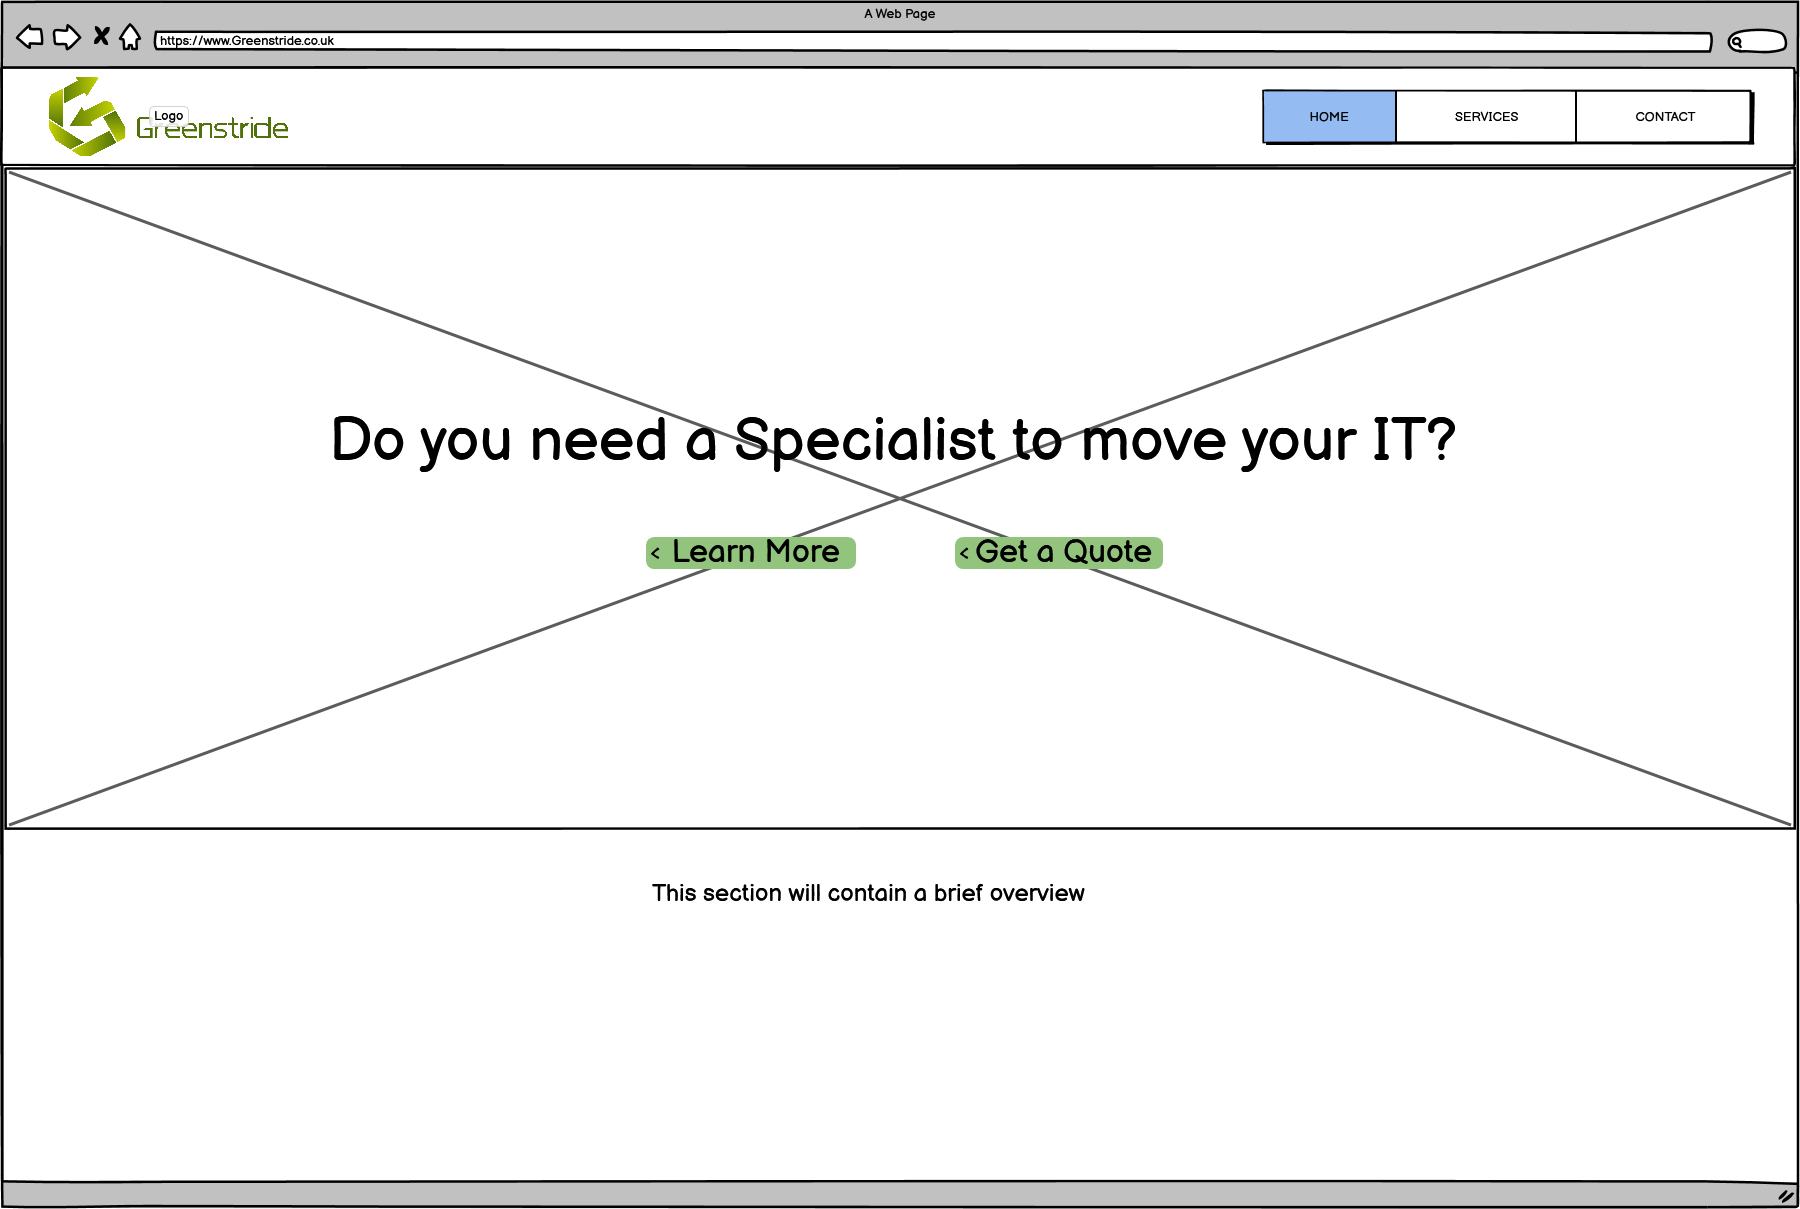 A Web Page
https://www.Greenstride.co.uk
Logo
Greenstride
HOME
SERVICES
CONTACT
Do you need a Specialist to move your IT?
< Learn More
< Get a Quote
This section will contain a brief overview